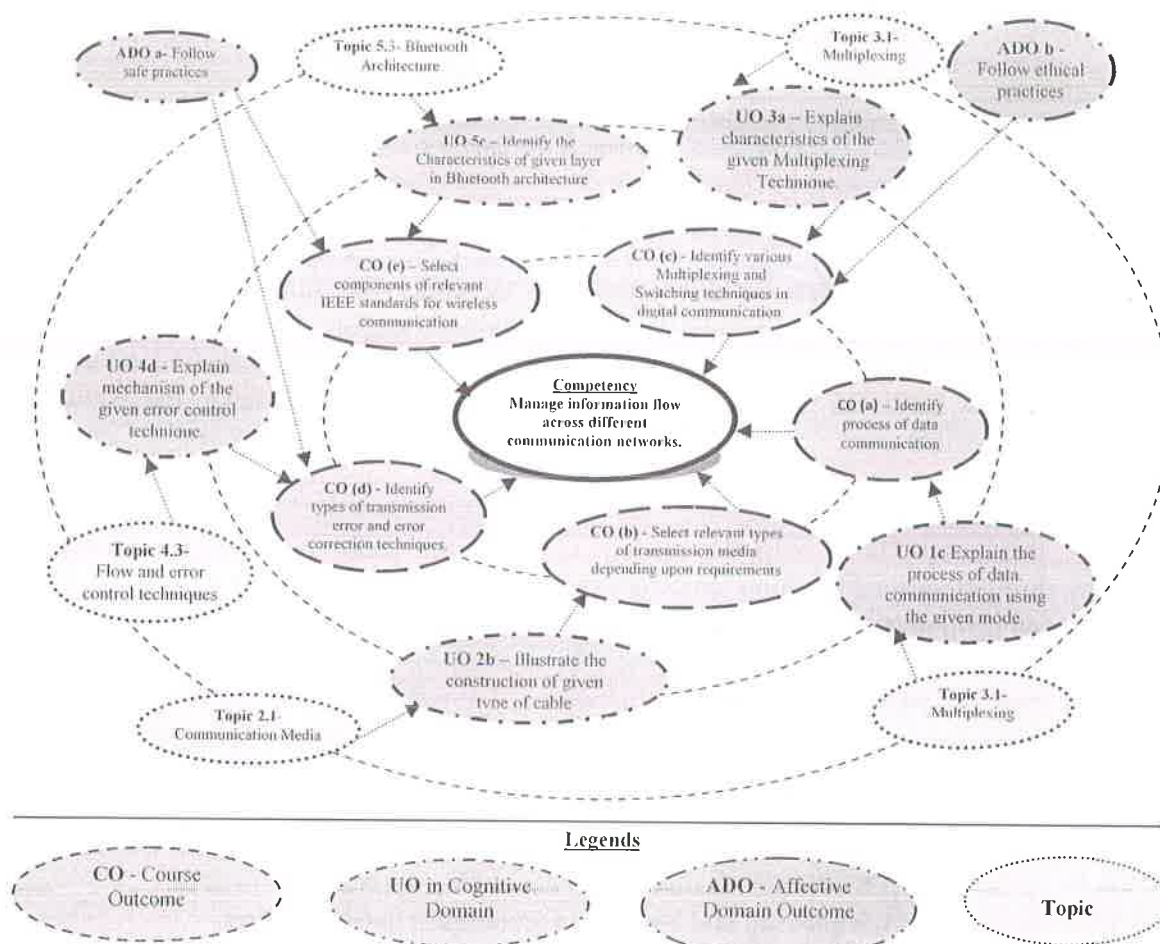 ADO a- Follow
safe practices
Topic 5.3- Bluetooth
Architecture
Topic 3.1-
Multiplexing
ADO b -
Follow ethical
practices
UO 5c – Identify the
Characteristics of given layer
in Bluetooth architecture
UO 3a – Explain
characteristics of the
given Multiplexing
Technique.
CO (e) – Select
components of relevant
IEEE standards for wireless
communication
CO (c) - Identify various
Multiplexing and
Switching techniques in
digital communication
UO 4d - Explain
mechanism of the
given error control
technique.
Competency
Manage information flow
across different
communication networks.
CO (a) – Identify
process of data
communication
CO (d) - Identify
types of transmission
error and error
correction techniques.
CO (b) - Select relevant types
of transmission media
depending upon requirements
Topic 4.3-
Flow and error
control techniques
UO 1c Explain the
process of data
communication using
the given mode.
UO 2b – Illustrate the
construction of given
type of cable
Topic 2.1-
Communication Media
Topic 3.1-
Multiplexing
Legends
CO - Course
Outcome
UO in Cognitive
Domain
ADO - Affective
Domain Outcome
Topic